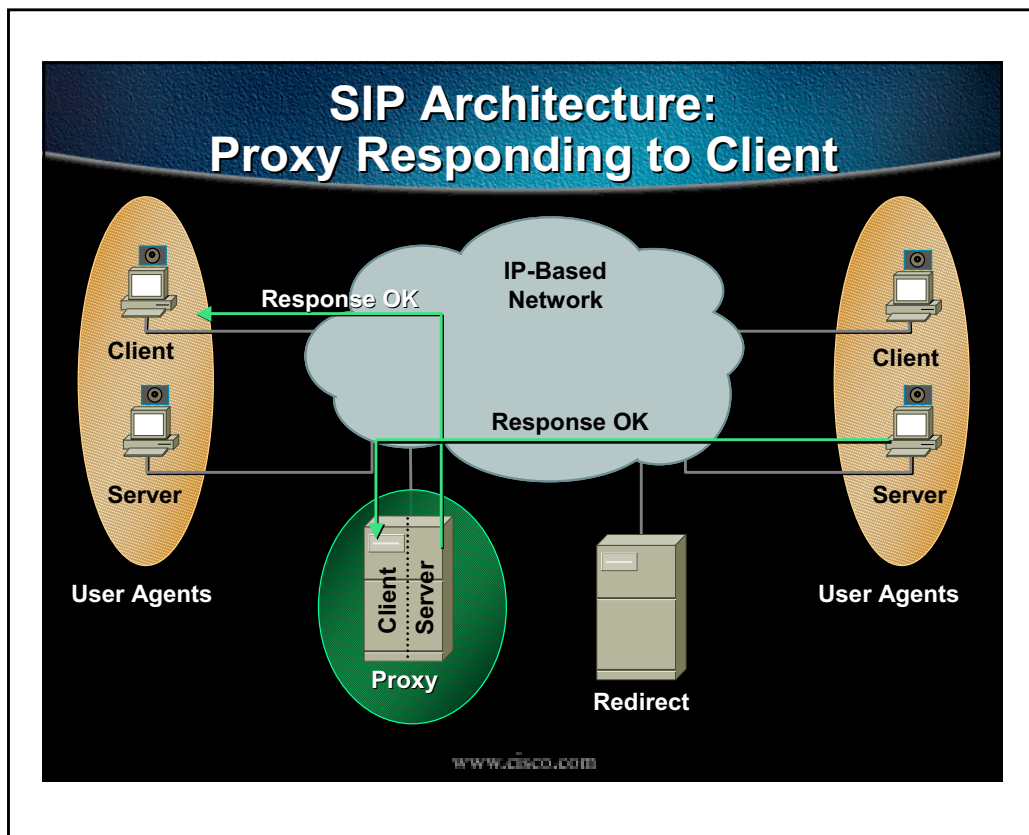 SIP Architecture:
Proxy Responding to Client
IP-Based
Network
Response OK
Client
Client
Response OK
Server
Server
Client
Server
User Agents
User Agents
Proxy
Redirect
www.cisco.com